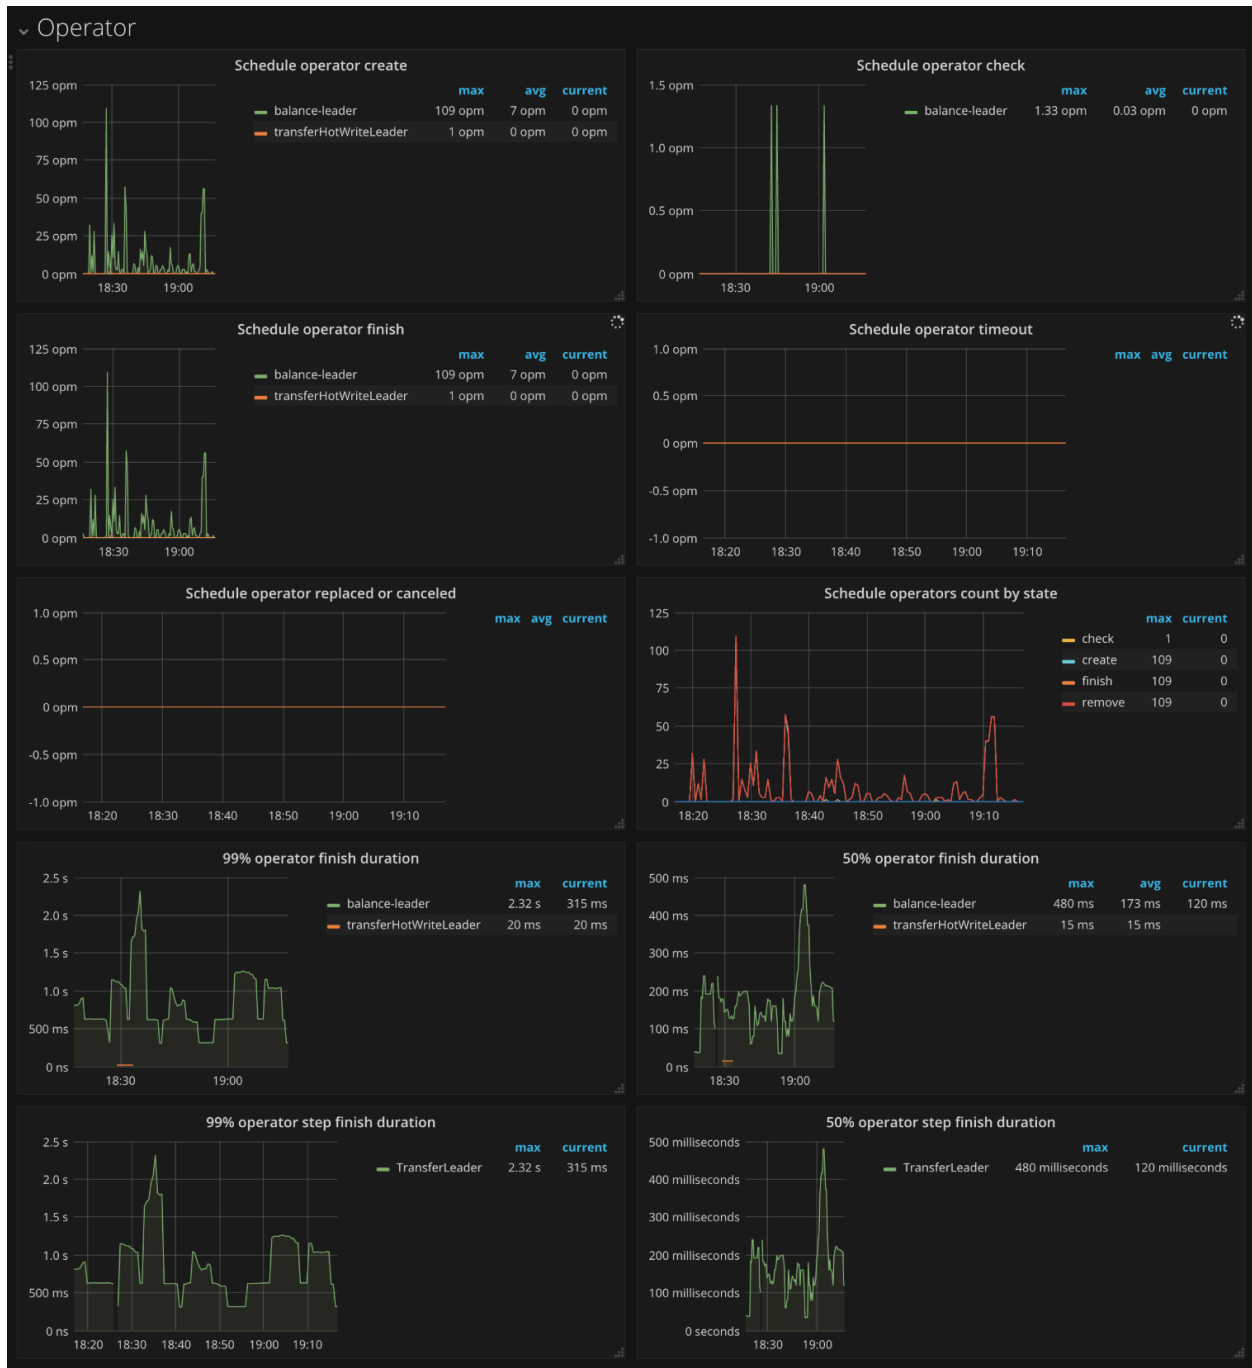 Operator
Schedule operator create
125 opm
100 opm
75 opm
50 opm
25 opm
0 opm
18:30 19:00
max avg current
balance-leader 109 opm 7 opm 0 opm
transferHotWriteLeader 1 opm 0 opm 0 opm
Schedule operator check
1.5 opm
1.0 opm
0.5 opm
0 opm
18:30 19:00
max avg current
balance-leader 1.33 opm 0.03 opm 0 opm
Schedule operator finish
125 opm
100 opm
75 opm
50 opm
25 opm
0 opm
18:30 19:00
max avg current
balance-leader 109 opm 7 opm 0 opm
transferHotWriteLeader 1 opm 0 opm 0 opm
Schedule operator timeout
1.0 opm
0.5 opm
0 opm
-0.5 opm
-1.0 opm
18:20 18:30 18:40 18:50 19:00 19:10
max avg current
Schedule operator replaced or canceled
1.0 opm
0.5 opm
0 opm
-0.5 opm
-1.0 opm
18:20 18:30 18:40 18:50 19:00 19:10
max avg current
Schedule operators count by state
125
100
75
50
25
0
18:20 18:30 18:40 18:50 19:00 19:10
max current
check 1 0
create 109 0
finish 109 0
remove 109 0
99% operator finish duration
2.5 s
2.0 s
1.5 s
1.0 s
500 ms
0 ns
18:30 19:00
max current
balance-leader 2.32 s 315 ms
transferHotWriteLeader 20 ms 20 ms
50% operator finish duration
500 ms
400 ms
300 ms
200 ms
100 ms
0 ns
18:30 19:00
max avg current
balance-leader 480 ms 173 ms 120 ms
transferHotWriteLeader 15 ms 15 ms
99% operator step finish duration
2.5 s
2.0 s
1.5 s
1.0 s
500 ms
0 ns
18:20 18:30 18:40 18:50 19:00 19:10
max current
TransferLeader 2.32 s 315 ms
50% operator step finish duration
500 milliseconds
400 milliseconds
300 milliseconds
200 milliseconds
100 milliseconds
0 seconds
18:30 19:00
max current
TransferLeader 480 milliseconds 120 milliseconds